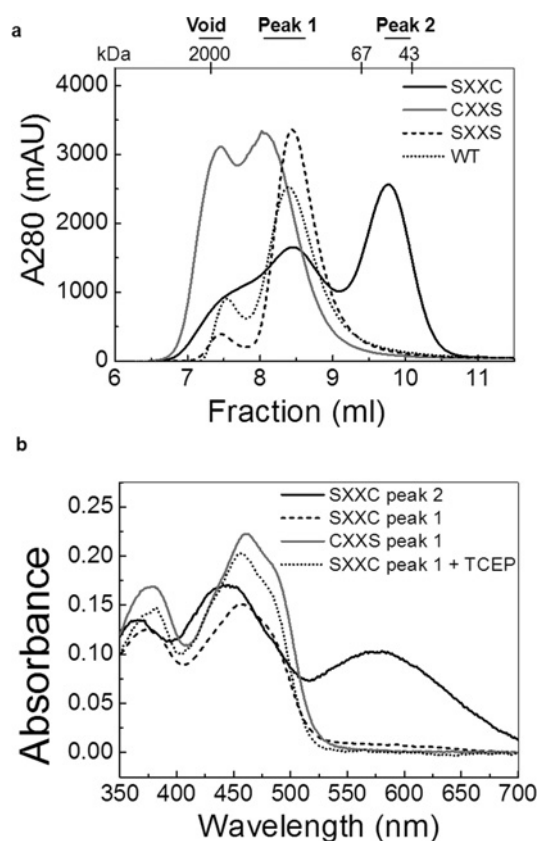 a
Void Peak 1 Peak 2
kDa 2000 67 43
4000
3000
2000
1000
0
A280 (mAU)
SXXC
CXXS
SXXS
WT
6 7 8 9 10 11
Fraction (ml)
b
0.25
0.20
0.15
0.10
0.05
0.00
Absorbance
SXXC peak 2
SXXC peak 1
CXXS peak 1
SXXC peak 1 + TCEP
350 400 450 500 550 600 650 700
Wavelength (nm)